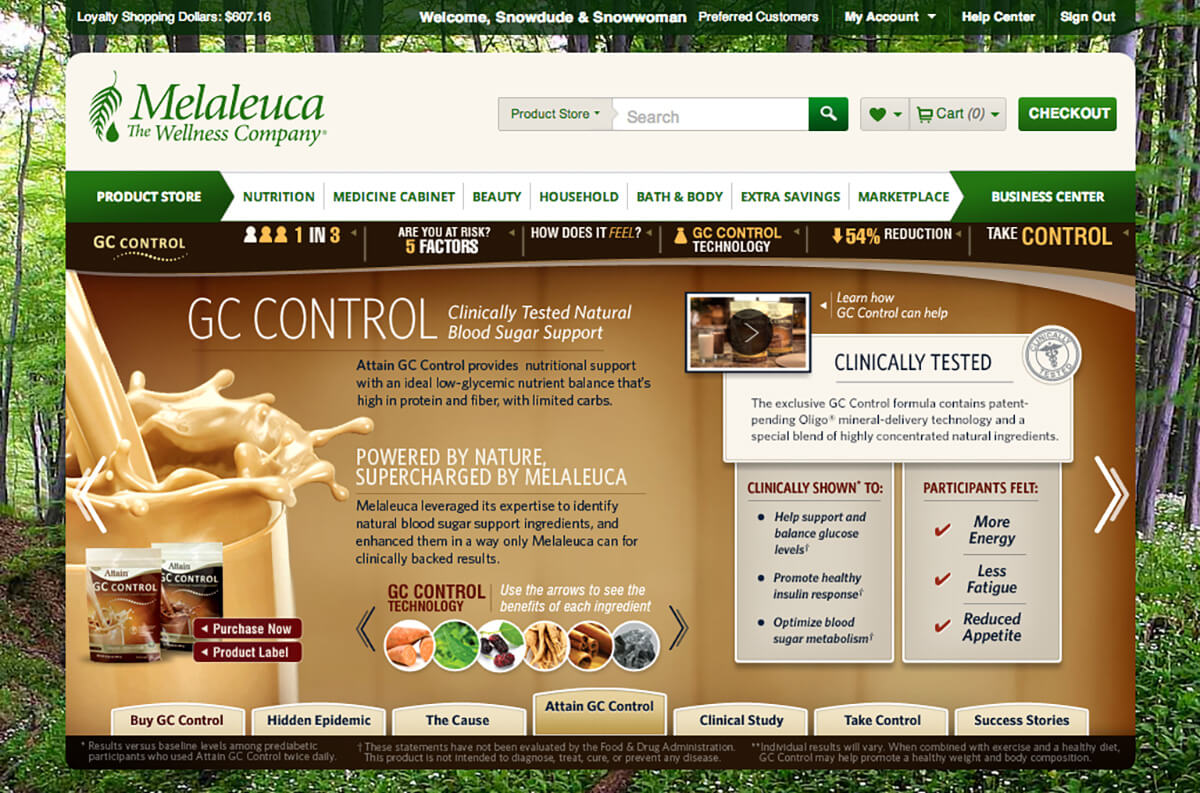 Loyalty Shopping Dollars: $607.16
Welcome, Snowdude & Snowwoman Preferred Customers
My Account
Help Center
Sign Out
Melaleuca
The Wellness Company®
Product Store
Search
Cart (0)
CHECKOUT
PRODUCT STORE
NUTRITION
MEDICINE CABINET
BEAUTY
HOUSEHOLD
BATH & BODY
EXTRA SAVINGS
MARKETPLACE
BUSINESS CENTER
GC CONTROL
1 IN 3
ARE YOU AT RISK?
5 FACTORS
HOW DOES IT FEEL?
GC CONTROL
TECHNOLOGY
54% REDUCTION
TAKE CONTROL
GC CONTROL
Clinically Tested Natural
Blood Sugar Support
Attain GC Control provides nutritional support
with an ideal low-glycemic nutrient balance that's
high in protein and fiber, with limited carbs.
POWERED BY NATURE,
SUPERCHARGED BY MELALEUCA
Melaleuca leveraged its expertise to identify
natural blood sugar support ingredients, and
enhanced them in a way only Melaleuca can for
clinically backed results.
GC CONTROL
TECHNOLOGY
Use the arrows to see the
benefits of each ingredient
Attain
GC CONTROL
Attain
GC CONTROL
Purchase Now
Product Label
Learn how
GC Control can help
CLINICALLY TESTED
CLINICALLY
TESTED
The exclusive GC Control formula contains patent-
pending Oligo® mineral-delivery technology and a
special blend of highly concentrated natural ingredients.
CLINICALLY SHOWN* TO:
• Help support and
balance glucose
levels†
• Promote healthy
insulin response†
• Optimize blood
sugar metabolism†
PARTICIPANTS FELT:
More
Energy
Less
Fatigue
Reduced
Appetite
Buy GC Control
Hidden Epidemic
The Cause
Attain GC Control
Clinical Study
Take Control
Success Stories
* Results versus baseline levels among prediabetic
participants who used Attain GC Control twice daily.
† These statements have not been evaluated by the Food & Drug Administration.
This product is not intended to diagnose, treat, cure, or prevent any disease.
**Individual results will vary. When combined with exercise and a healthy diet,
GC Control may help promote a healthy weight and body composition.